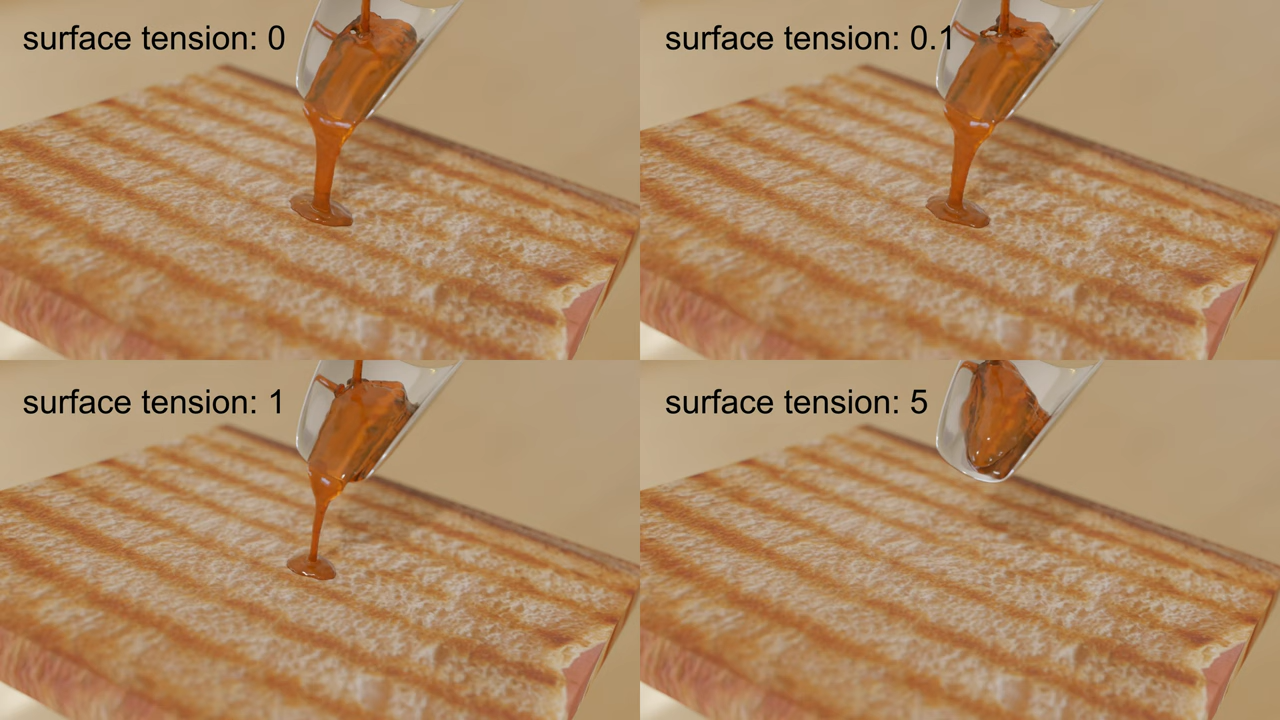 surface tension: 0
surface tension: 0.1
surface tension: 1
surface tension: 5